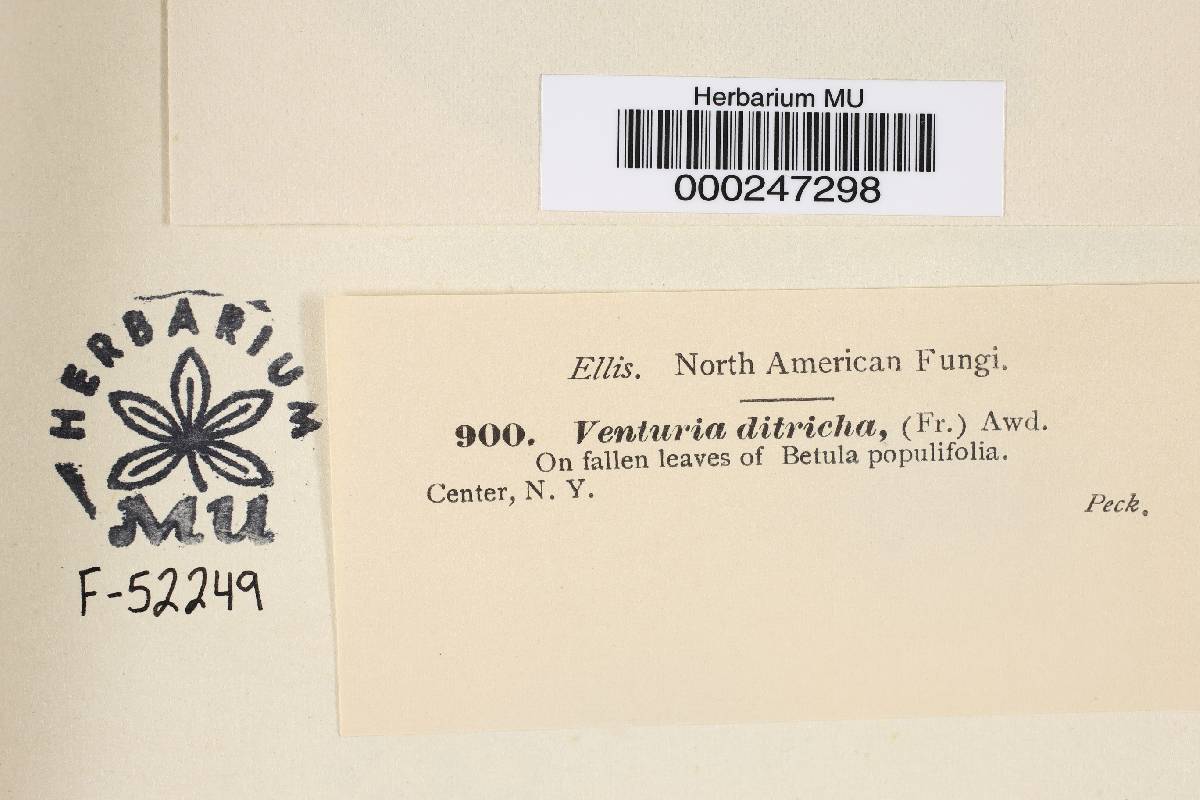 Herbarium MU
000247298
HERBARIUM
MU
F-52249
Ellis. North American Fungi.
900. Venturia ditricha, (Fr.) Awd.
On fallen leaves of Betula populifolia.
Center, N. Y.
Peck.